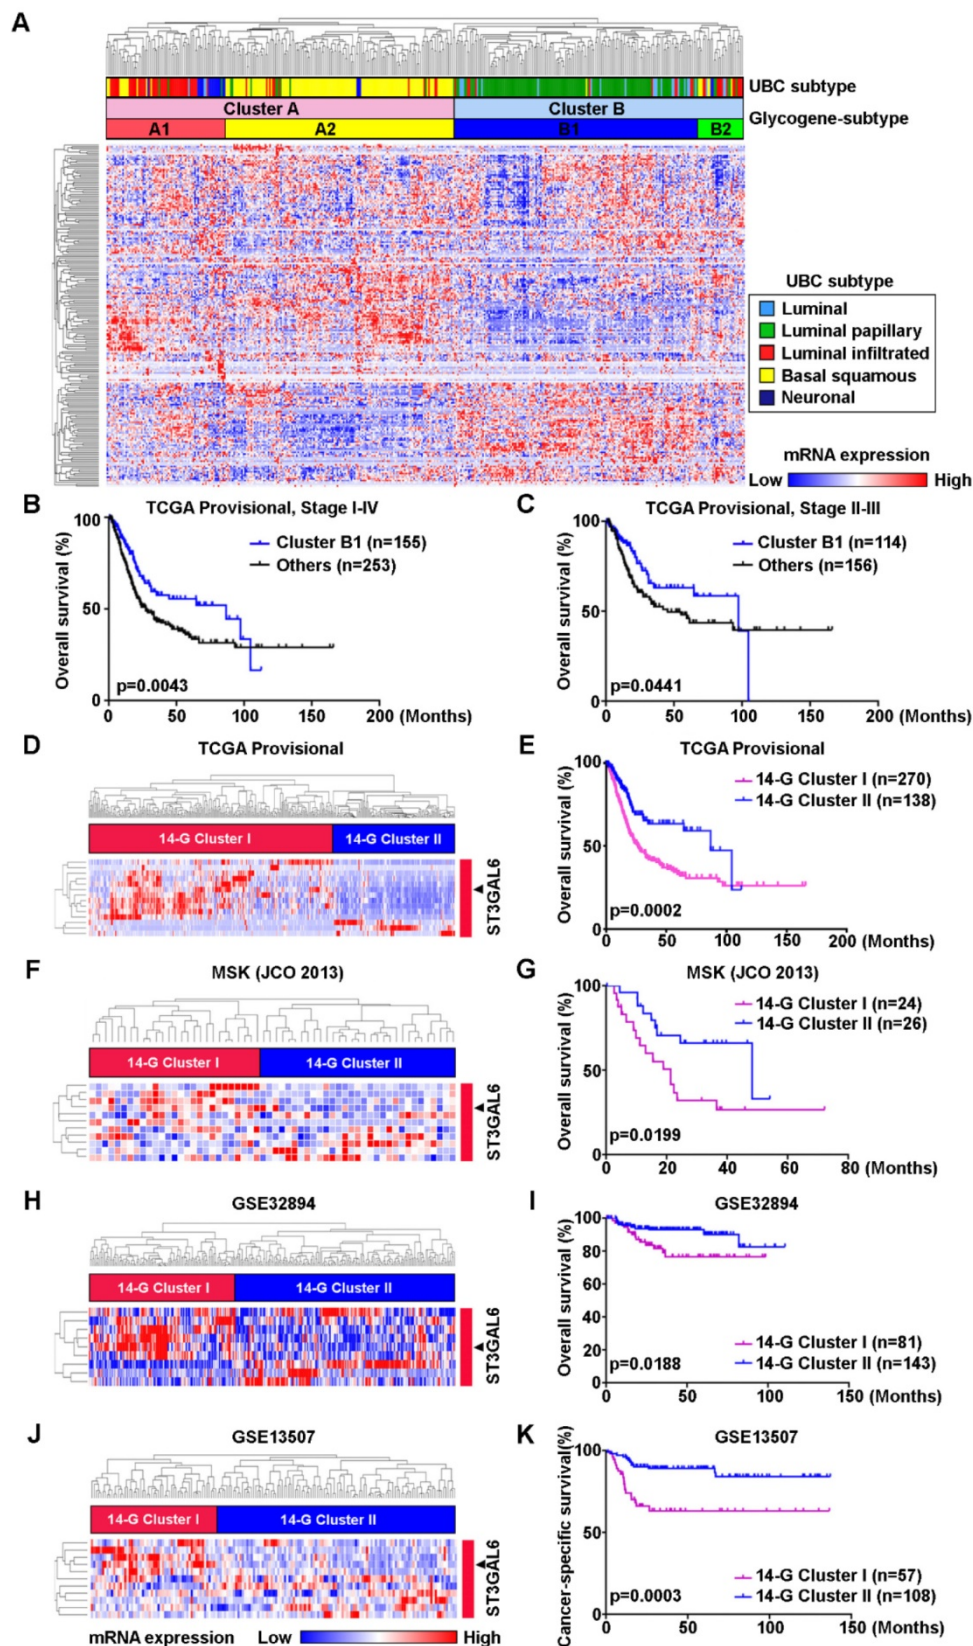 A
UBC subtype
Cluster A
Cluster B
Glycogene-subtype
A1
A2
B1
B2
UBC subtype
Luminal
Luminal papillary
Luminal infiltrated
Basal squamous
Neuronal
mRNA expression
Low
High
B
TCGA Provisional, Stage I-IV
Overall survival (%)
100
50
0
Cluster B1 (n=155)
Others (n=253)
p=0.0043
0 50 100 150 200 (Months)
C
TCGA Provisional, Stage II-III
Overall survival (%)
100
50
0
Cluster B1 (n=114)
Others (n=156)
p=0.0441
0 50 100 150 200 (Months)
D
TCGA Provisional
14-G Cluster I
14-G Cluster II
ST3GAL6
E
TCGA Provisional
Overall survival (%)
100
50
0
14-G Cluster I (n=270)
14-G Cluster II (n=138)
p=0.0002
0 50 100 150 200 (Months)
F
MSK (JCO 2013)
14-G Cluster I
14-G Cluster II
ST3GAL6
G
MSK (JCO 2013)
Overall survival (%)
100
50
0
14-G Cluster I (n=24)
14-G Cluster II (n=26)
p=0.0199
0 20 40 60 80 (Months)
H
GSE32894
14-G Cluster I
14-G Cluster II
ST3GAL6
I
GSE32894
Overall survival (%)
100
80
60
40
20
0
14-G Cluster I (n=81)
14-G Cluster II (n=143)
p=0.0188
0 50 100 150 (Months)
J
GSE13507
14-G Cluster I
14-G Cluster II
ST3GAL6
mRNA expression
Low
High
K
GSE13507
Cancer-specific survival(%)
100
50
0
14-G Cluster I (n=57)
14-G Cluster II (n=108)
p=0.0003
0 50 100 150 (Months)